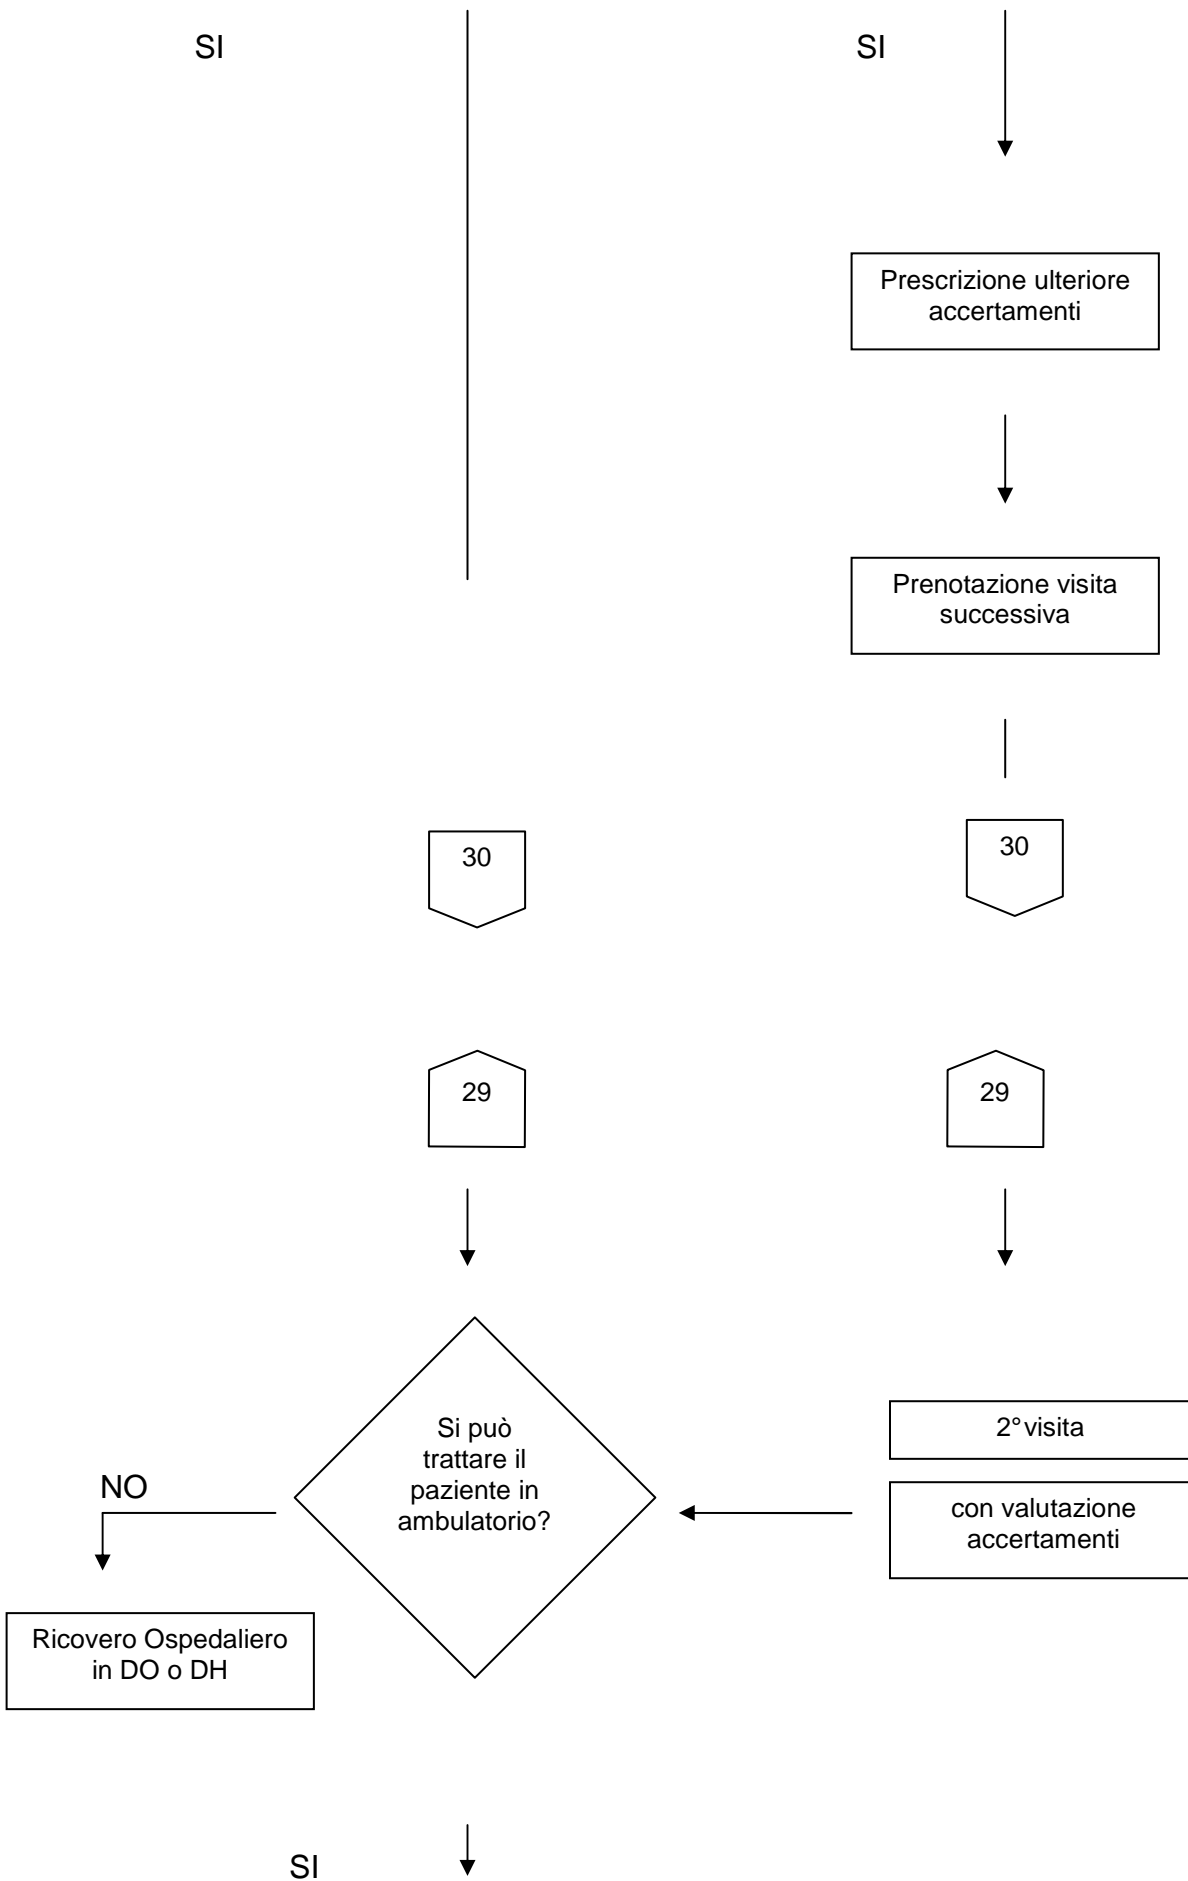 SI
SI
Prescrizione ulteriore
accertamenti
Prenotazione visita
successiva
30
30
29
29
Si può
trattare il
paziente in
ambulatorio?
2° visita
con valutazione
accertamenti
NO
Ricovero Ospedaliero
in DO o DH
SI